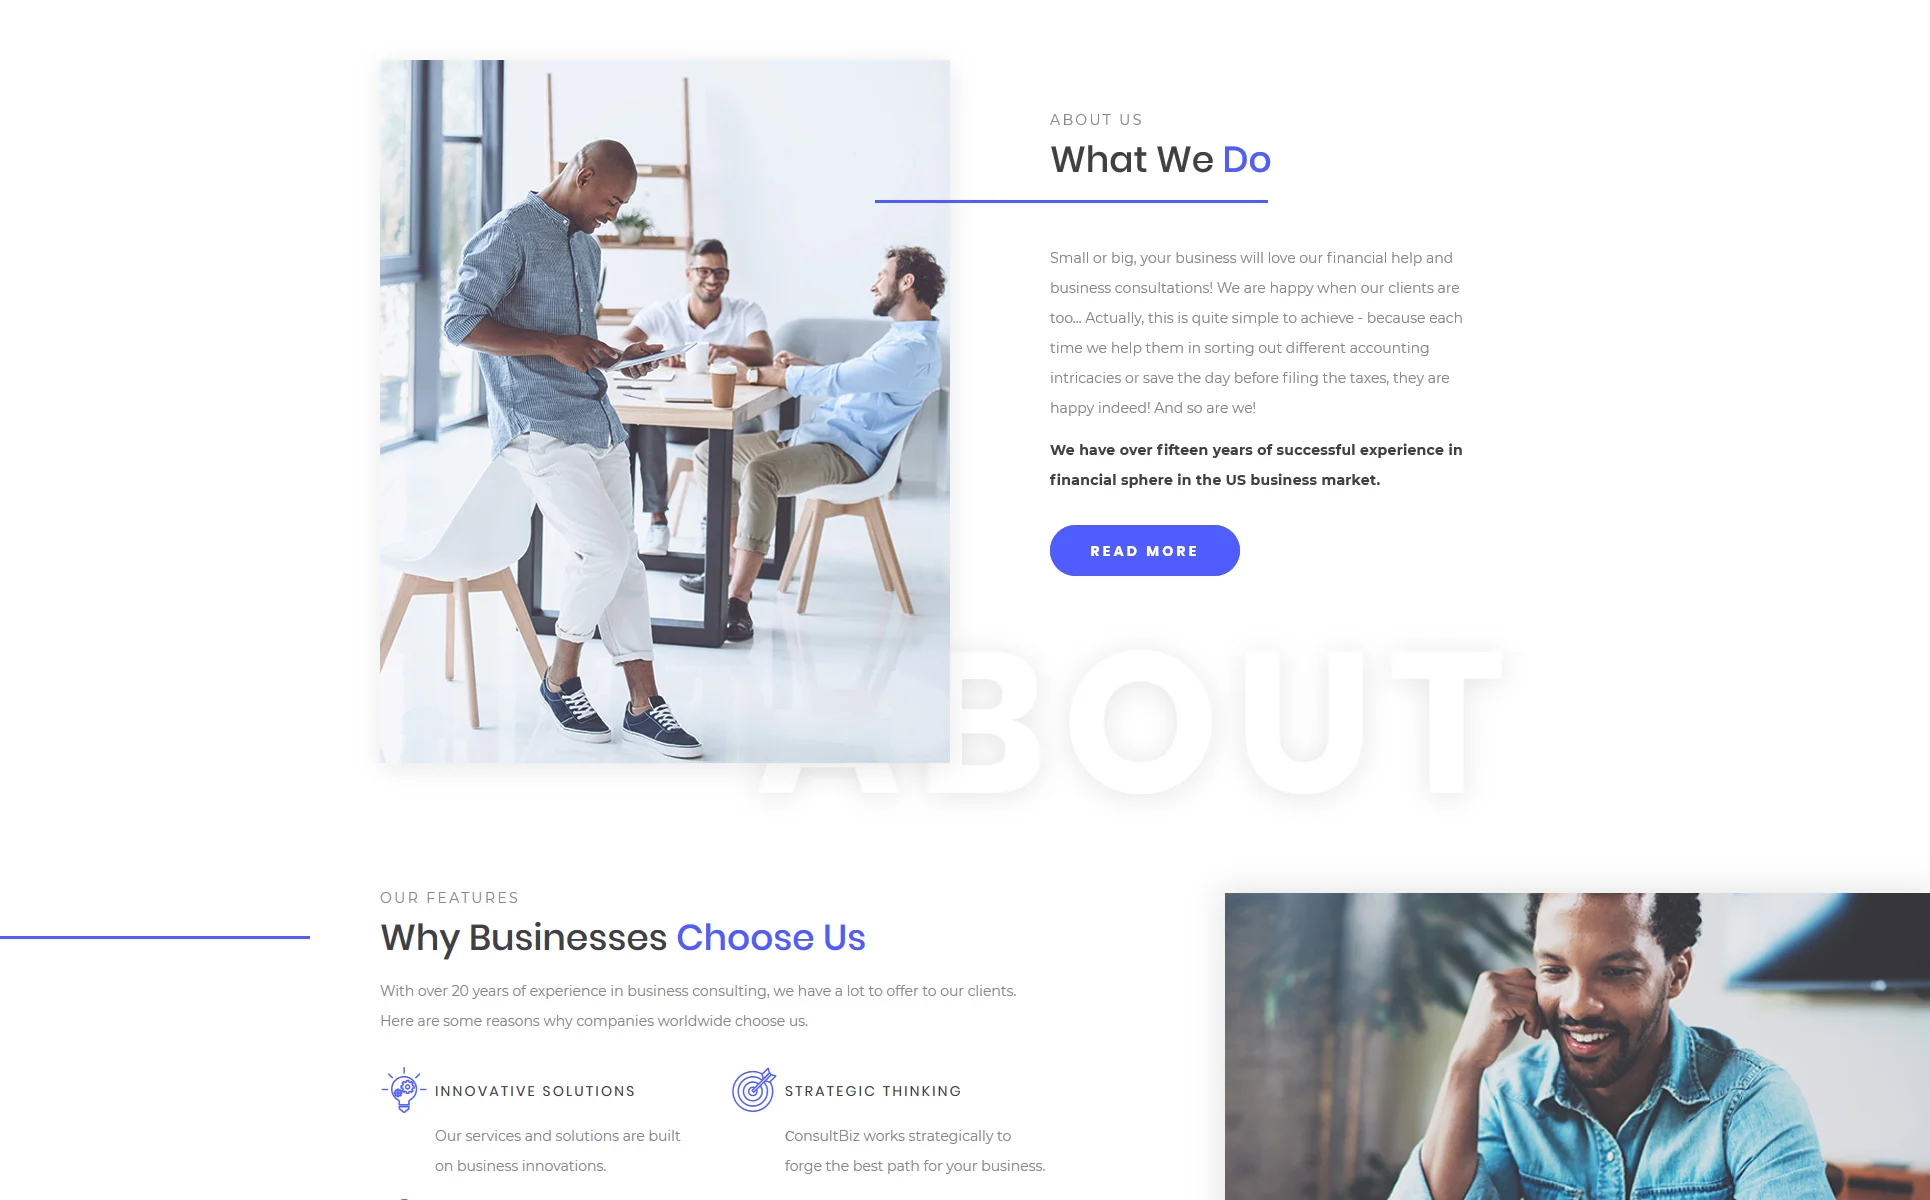 ABOUT US
What We Do
Small or big, your business will love our financial help and
business consultations! We are happy when our clients are
too... Actually, this is quite simple to achieve - because each
time we help them in sorting out different accounting
intricacies or save the day before filing the taxes, they are
happy indeed! And so are we!
We have over fifteen years of successful experience in
financial sphere in the US business market.
READ MORE
ABOUT
OUR FEATURES
Why Businesses Choose Us
With over 20 years of experience in business consulting, we have a lot to offer to our clients.
Here are some reasons why companies worldwide choose us.
INNOVATIVE SOLUTIONS
Our services and solutions are built
on business innovations.
STRATEGIC THINKING
ConsultBiz works strategically to
forge the best path for your business.